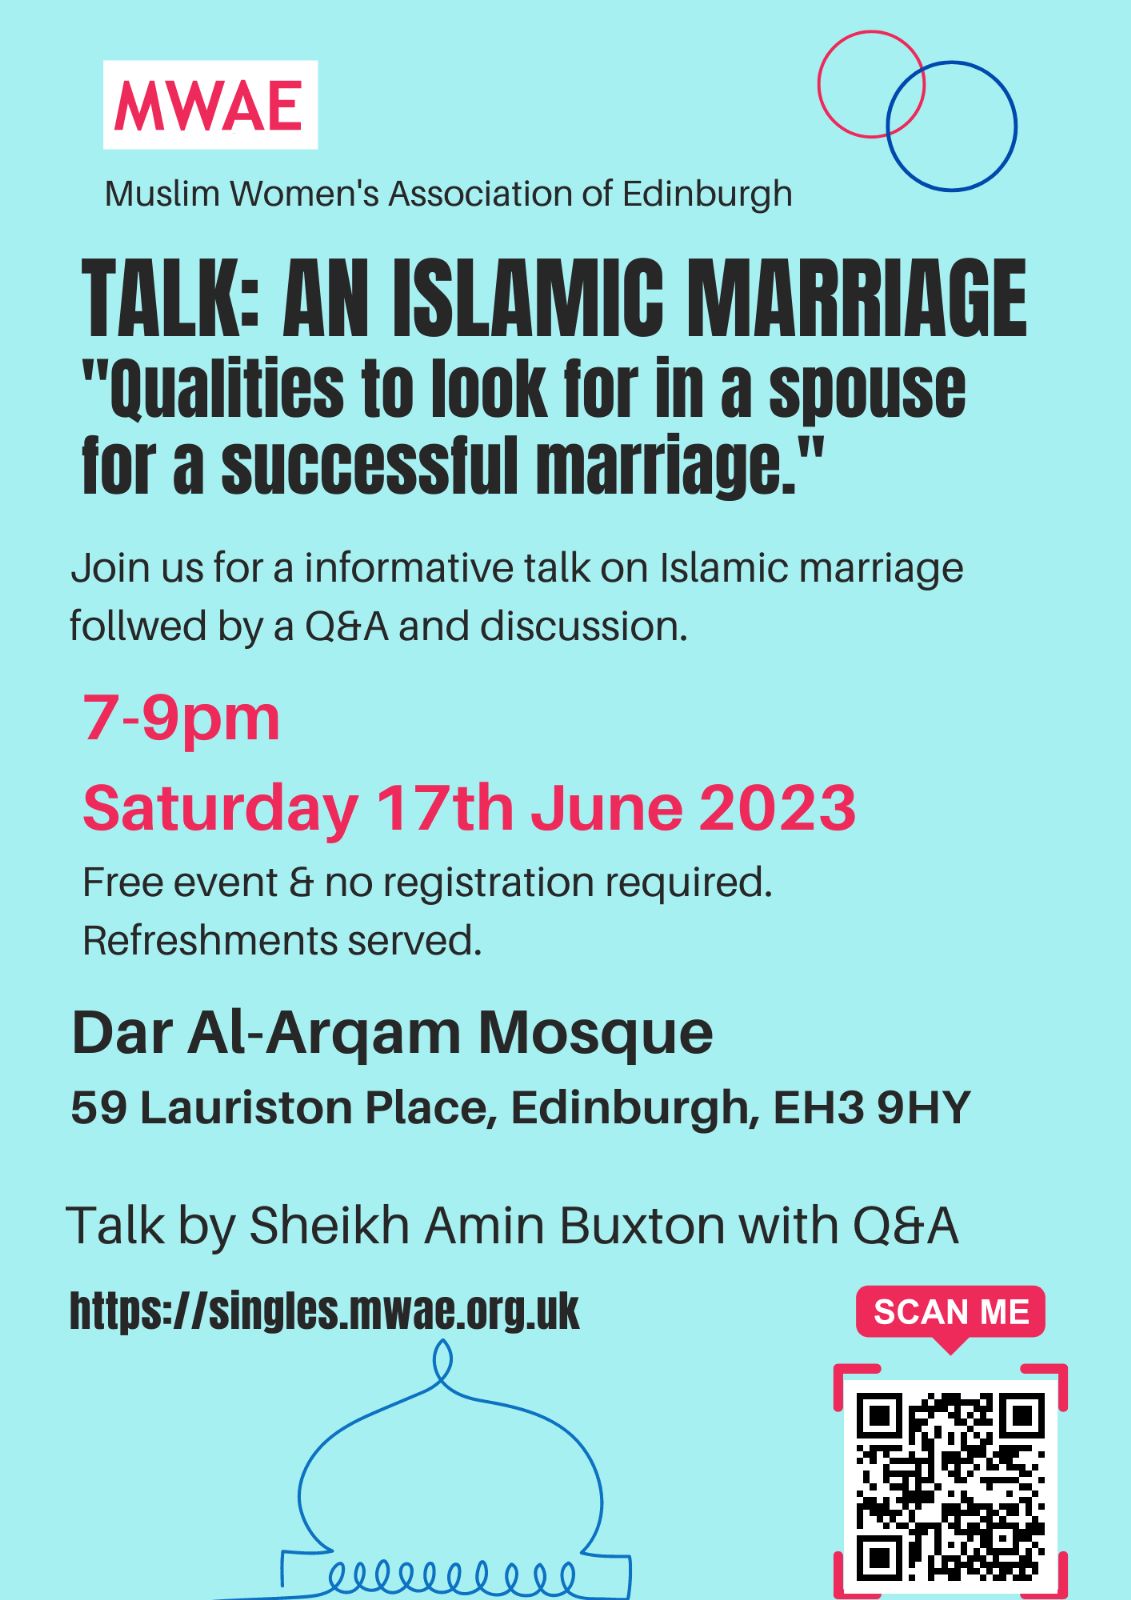 MWAE
Muslim Women's Association of Edinburgh
TALK: AN ISLAMIC MARRIAGE
"Qualities to look for in a spouse
for a successful marriage."
Join us for a informative talk on Islamic marriage
follwed by a Q&A and discussion.
7-9pm
Saturday 17th June 2023
Free event & no registration required.
Refreshments served.
Dar Al-Arqam Mosque
59 Lauriston Place, Edinburgh, EH3 9HY
Talk by Sheikh Amin Buxton with Q&A
https://singles.mwae.org.uk
SCAN ME